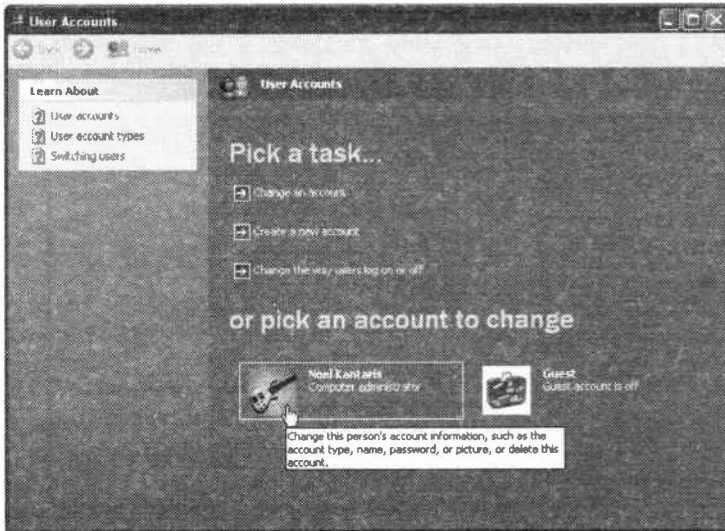 User Accounts
Back Home
Learn About
User accounts
User account types
Switching users
User Accounts
Pick a task...
Change an account
Create a new account
Change the way users log on or off
or pick an account to change
Noel Kantaris
Computer administrator
Guest
Guest account is off
Change this person's account information, such as the
account type, name, password, or picture, or delete this
account.